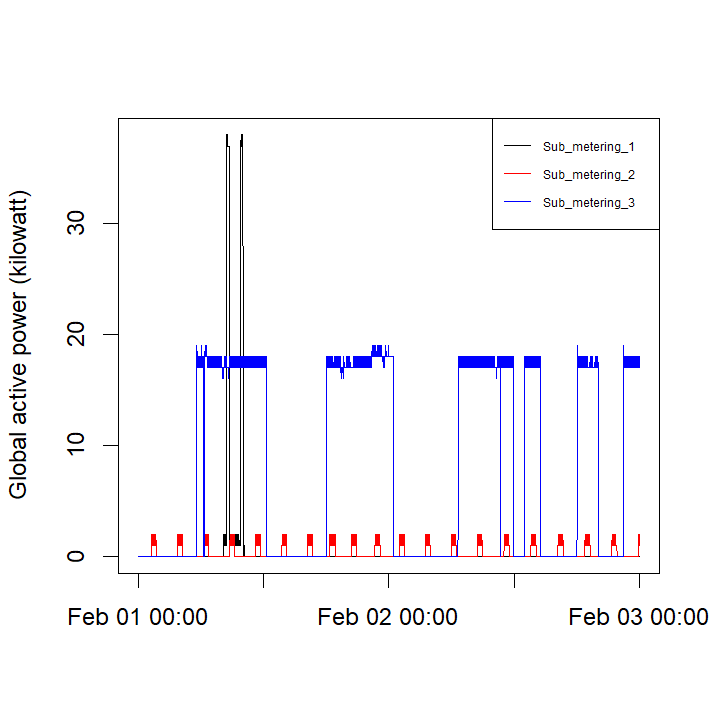 Sub_metering_1
Sub_metering_2
Sub_metering_3
Global active power (kilowatt)
30
20
10
0
Feb 01 00:00 Feb 02 00:00 Feb 03 00:00